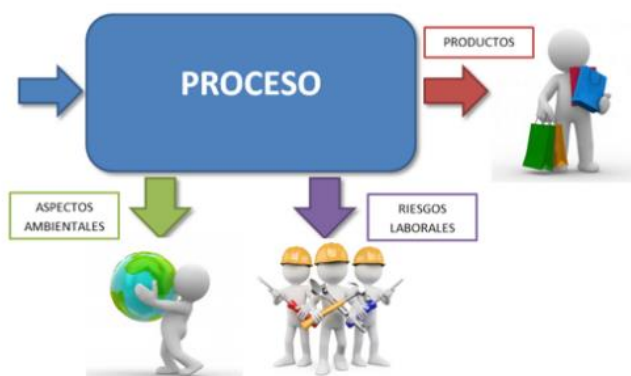 PRODUCTOS
PROCESO
ASPECTOS
AMBIENTALES
RIESGOS
LABORALES